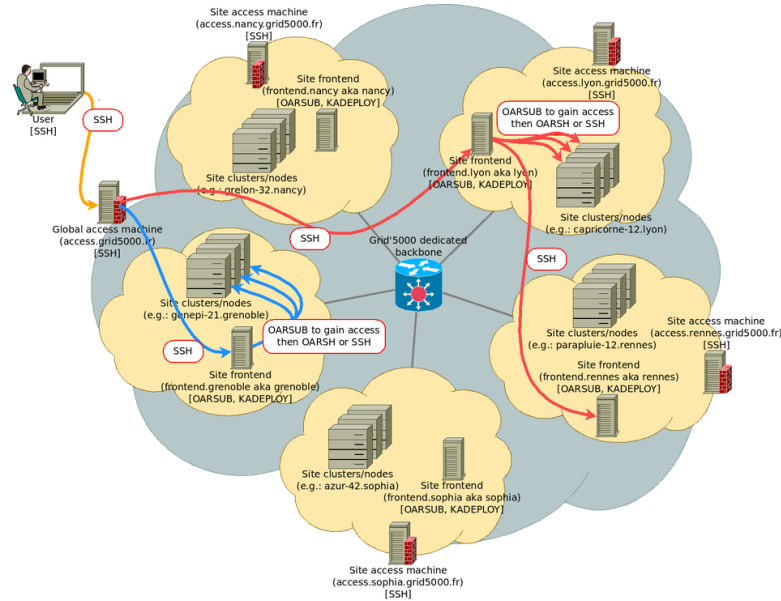 Site access machine
(access.nancy.grid5000.fr)
[SSH]
Site access machine
(access.lyon.grid5000.fr)
[SSH]
Site frontend
(frontend.nancy aka nancy)
[OARSUB, KADEPLOY]
OARSUB to gain access
then OARSH or SSH
User
[SSH]
SSH
Site frontend
(frontend.lyon aka lyon)
[OARSUB, KADEPLOY]
Site clusters/nodes
(e.g.: grelon-32.nancy)
Site clusters/nodes
(e.g.: capricorne-12.lyon)
Global access machine
(access.grid5000.fr)
[SSH]
SSH
Grid'5000 dedicated
backbone
SSH
Site clusters/nodes
(e.g.: genepi-21.grenoble)
OARSUB to gain access
then OARSH or SSH
SSH
Site frontend
(frontend.grenoble aka grenoble)
[OARSUB, KADEPLOY]
Site clusters/nodes
(e.g.: parapluie-12.rennes)
Site access machine
(access.rennes.grid5000.fr)
[SSH]
Site frontend
(frontend.rennes aka rennes)
[OARSUB, KADEPLOY]
Site clusters/nodes
(e.g.: azur-42.sophia)
Site frontend
(frontend.sophia aka sophia)
[OARSUB, KADEPLOY]
Site access machine
(access.sophia.grid5000.fr)
[SSH]